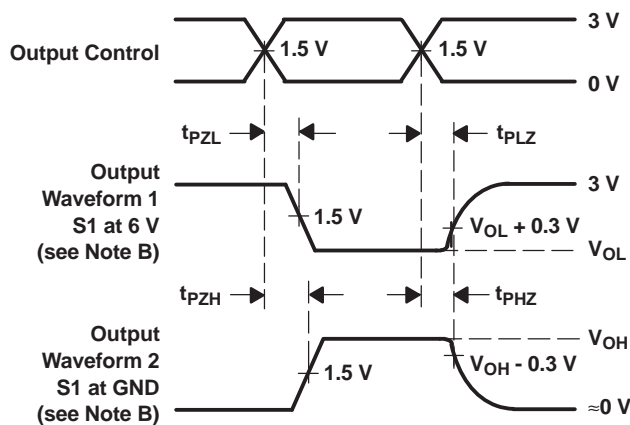 3 V
Output Control
1.5 V
1.5 V
0 V
tPZL
tPLZ
Output
Waveform 1
S1 at 6 V
(see Note B)
3 V
1.5 V
VOL + 0.3 V
VOL
tPZH
tPHZ
Output
Waveform 2
S1 at GND
(see Note B)
VOH
1.5 V
VOH - 0.3 V
≈0 V